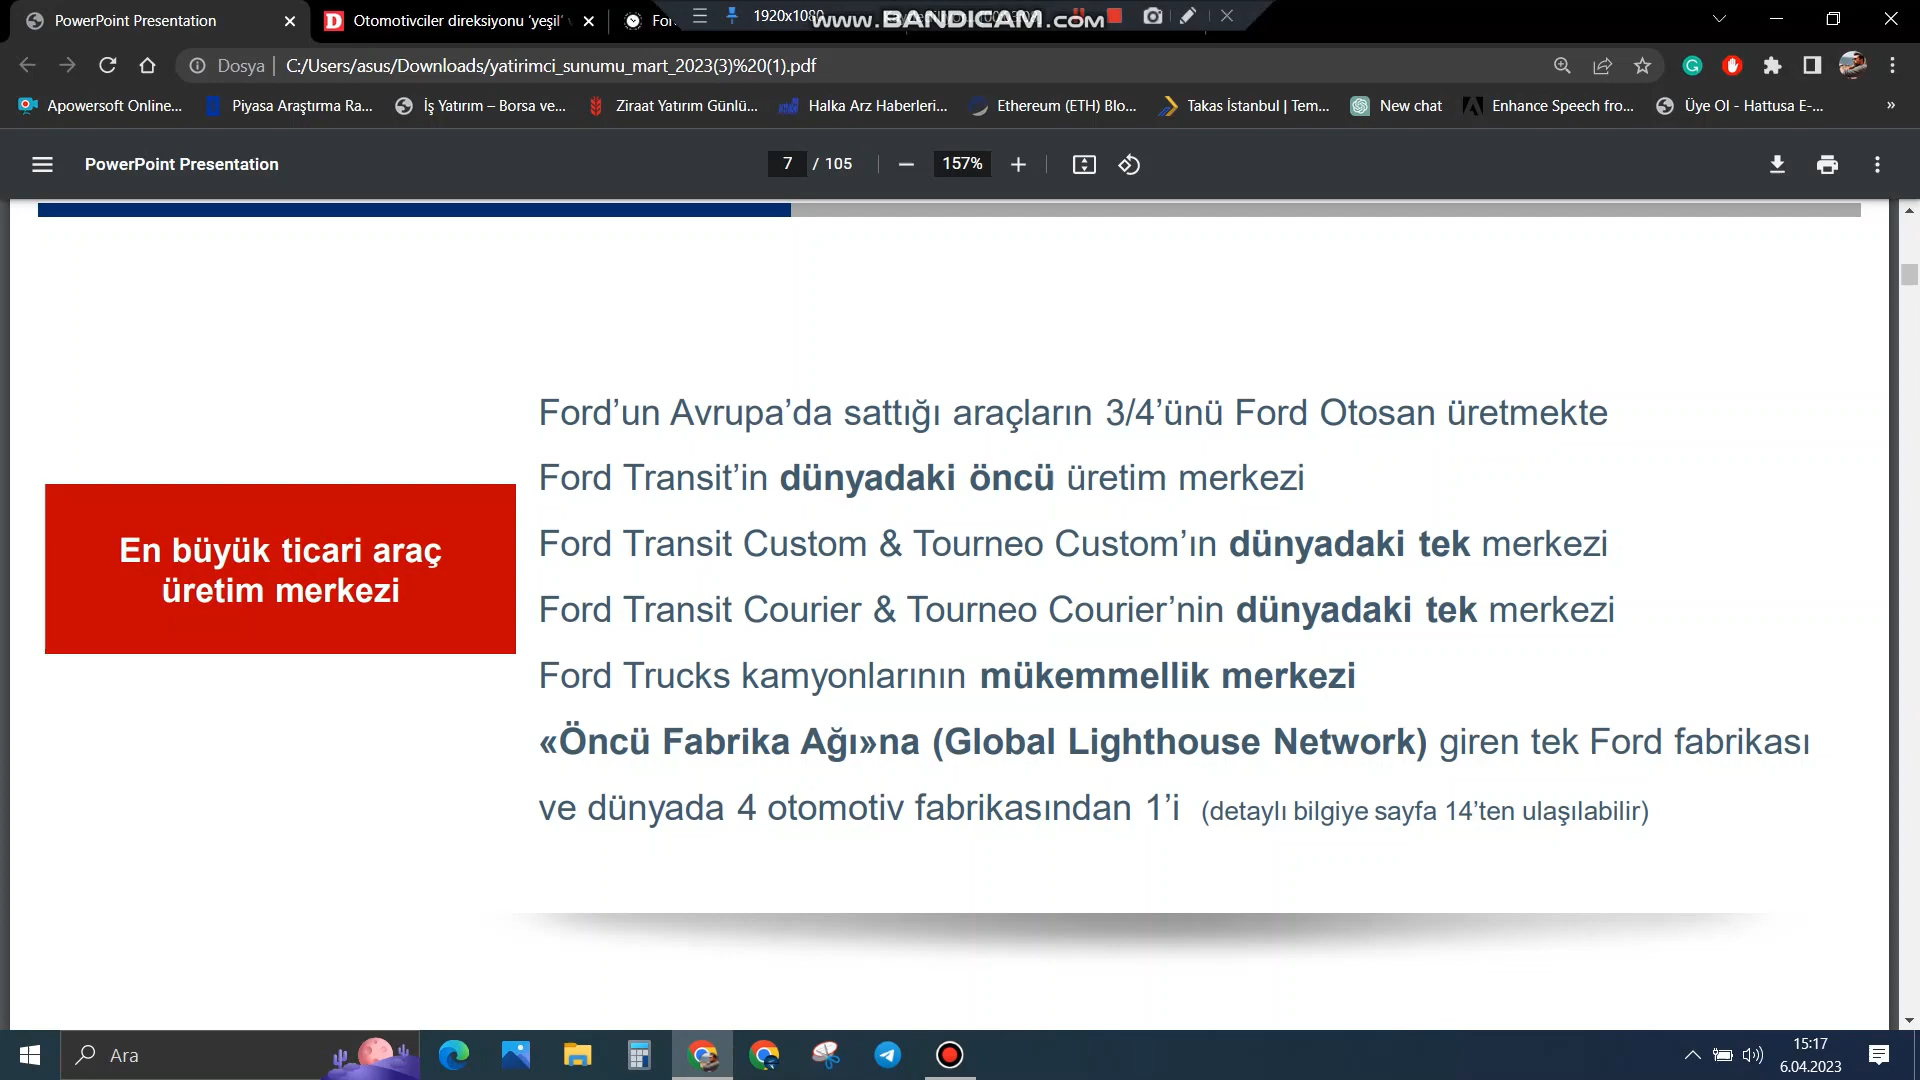 PowerPoint Presentation
Otomotivciler direksiyonu ‘yeşil’
For
1920x1080
www.BANDICAM.com
Dosya
C:/Users/asus/Downloads/yatirimci_sunumu_mart_2023(3)%20(1).pdf
Apowersoft Online...
Piyasa Araştırma Ra...
İş Yatırım – Borsa ve...
Ziraat Yatırım Günlü...
Halka Arz Haberleri...
Ethereum (ETH) Blo...
Takas İstanbul | Tem...
New chat
Enhance Speech fro...
Üye Ol - Hattusa E-...
»
PowerPoint Presentation
7 / 105
157%
Ford’un Avrupa’da sattığı araçların 3/4’ünü Ford Otosan üretmekte
Ford Transit’in dünyadaki öncü üretim merkezi
En büyük ticari araç
üretim merkezi
Ford Transit Custom & Tourneo Custom’ın dünyadaki tek merkezi
Ford Transit Courier & Tourneo Courier’nin dünyadaki tek merkezi
Ford Trucks kamyonlarının mükemmellik merkezi
«Öncü Fabrika Ağı»na (Global Lighthouse Network) giren tek Ford fabrikası
ve dünyada 4 otomotiv fabrikasından 1’i (detaylı bilgiye sayfa 14’ten ulaşılabilir)
Ara
15:17
6.04.2023